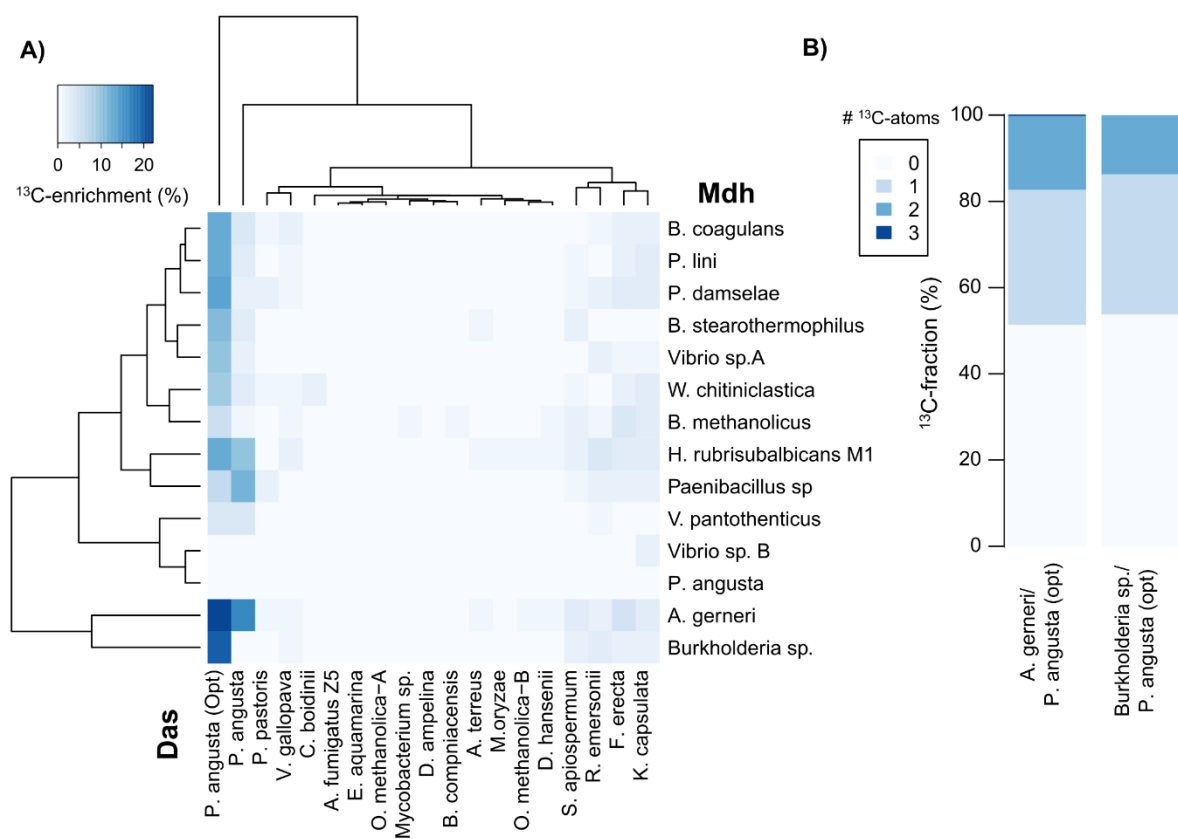 A)
0 10 20
¹³C-enrichment (%)
Mdh
B. coagulans
P. lini
P. damselae
B. stearothermophilus
Vibrio sp.A
W. chitiniclastica
B. methanolicus
H. rubrisubalbicans M1
Paenibacillus sp
V. pantothenticus
Vibrio sp. B
P. angusta
A. gerneri
Burkholderia sp.
Das
P. angusta (Opt)
P. angusta
P. pastoris
V. gallopava
C. boidinii
A. fumigatus Z5
E. aquamarina
O. methanolica−A
Mycobacterium sp.
D. ampelina
B. compniacensis
A. terreus
M.oryzae
O. methanolica−B
D. hansenii
S. apiospermum
R. emersonii
F. erecta
K. capsulata
B)
# ¹³C-atoms
0
1
2
3
¹³C-fraction (%)
100
80
60
40
20
0
A. gerneri/
P. angusta (opt)
Burkholderia sp./
P. angusta (opt)